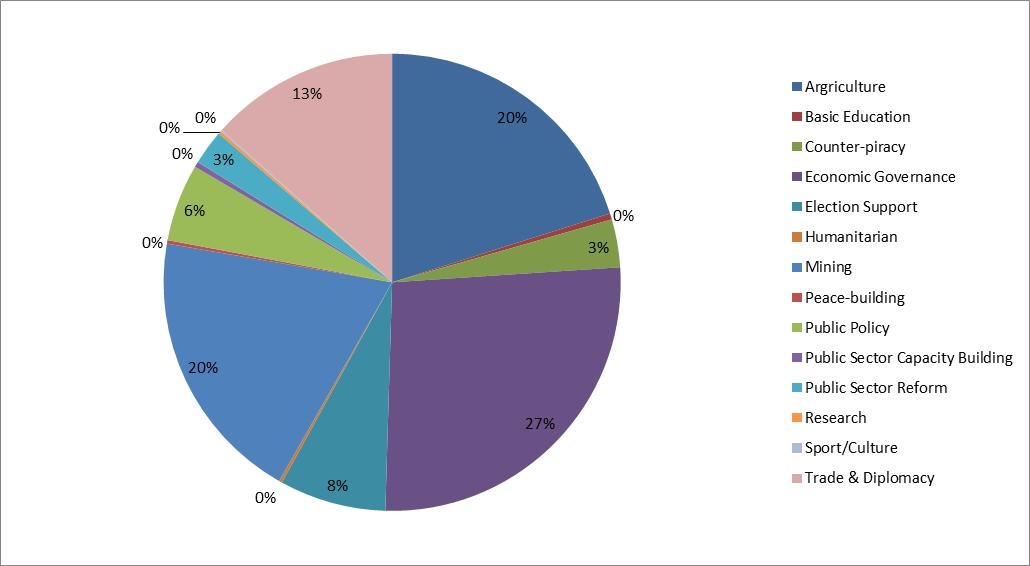 13%
20%
0%
0%
0%
3%
6%
0%
0%
3%
20%
27%
8%
0%
Argriculture
Basic Education
Counter-piracy
Economic Governance
Election Support
Humanitarian
Mining
Peace-building
Public Policy
Public Sector Capacity Building
Public Sector Reform
Research
Sport/Culture
Trade & Diplomacy